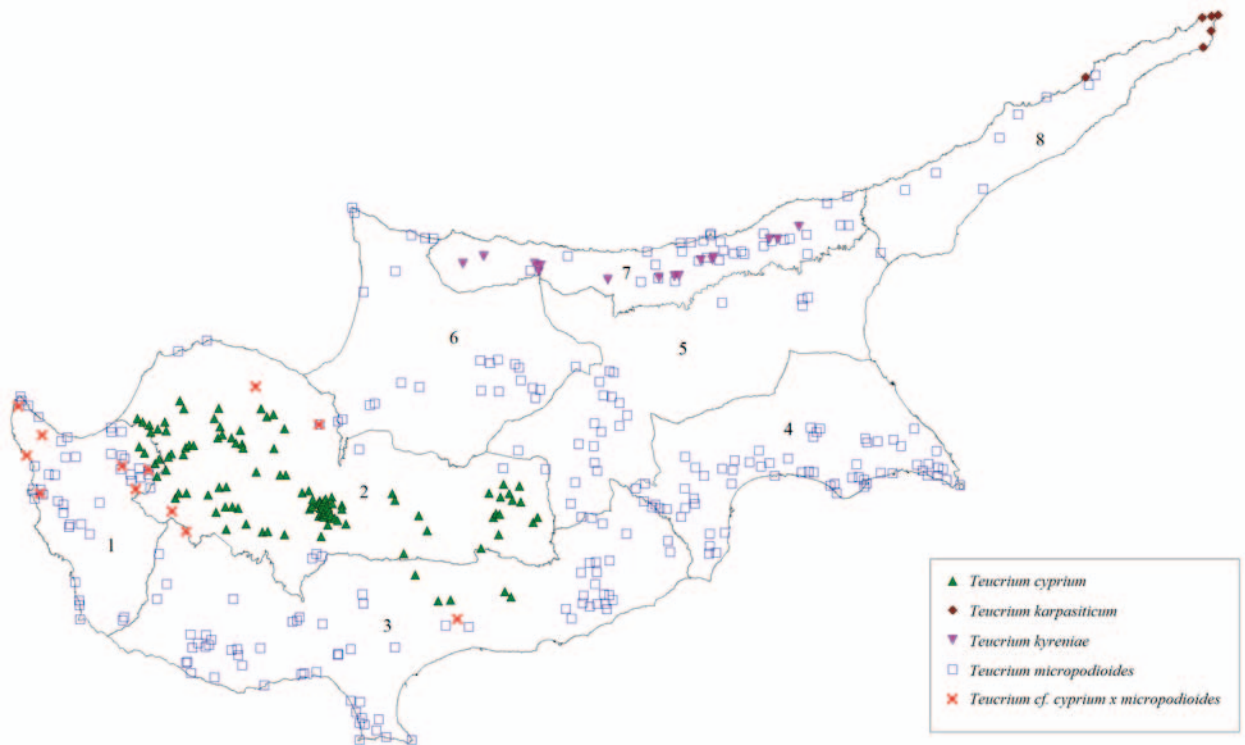 8
7
6
5
4
2
1
3
Teucrium cyprium
Teucrium karpasiticum
Teucrium kyreniae
Teucrium micropodioides
Teucrium cf. cyprium x micropodioides